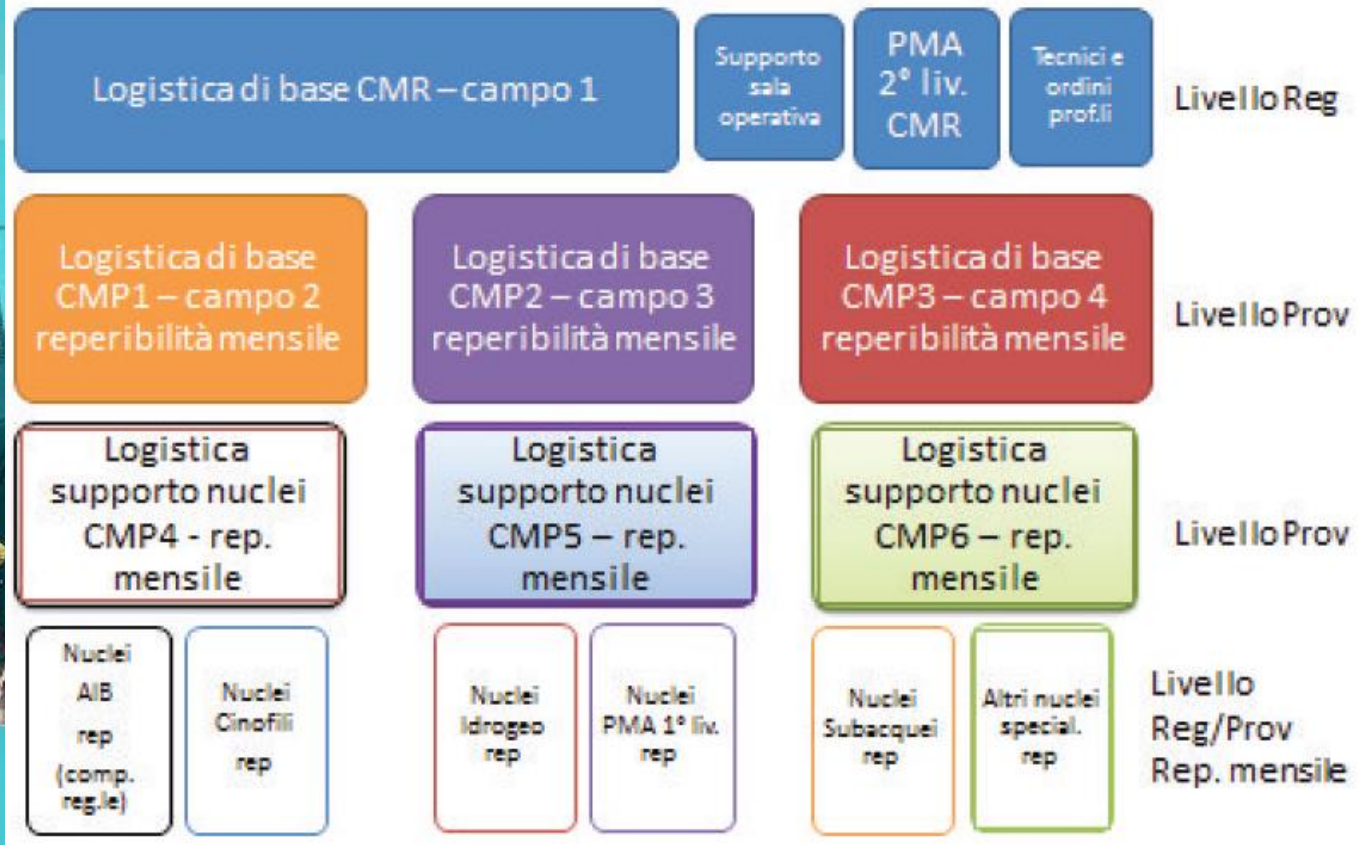 Logistica di base CMR – campo 1
Supporto
sala
operativa
PMA
2° liv.
CMR
Tecnici e
ordini
prof.li
Livello Reg
Logistica di base
CMP1 – campo 2
reperibilità mensile
Logistica di base
CMP2 – campo 3
reperibilità mensile
Logistica di base
CMP3 – campo 4
reperibilità mensile
Livello Prov
Logistica
supporto nuclei
CMP4 - rep.
mensile
Logistica
supporto nuclei
CMP5 – rep.
mensile
Logistica
supporto nuclei
CMP6 – rep.
mensile
Livello Prov
Nuclei
AIB
rep
(comp.
reg.le)
Nuclei
Cinofili
rep
Nuclei
Idrogeo
rep
Nuclei
PMA 1° liv.
rep
Nuclei
Subacquei
rep
Altri nuclei
special.
rep
Livello
Reg/Prov
Rep. mensile